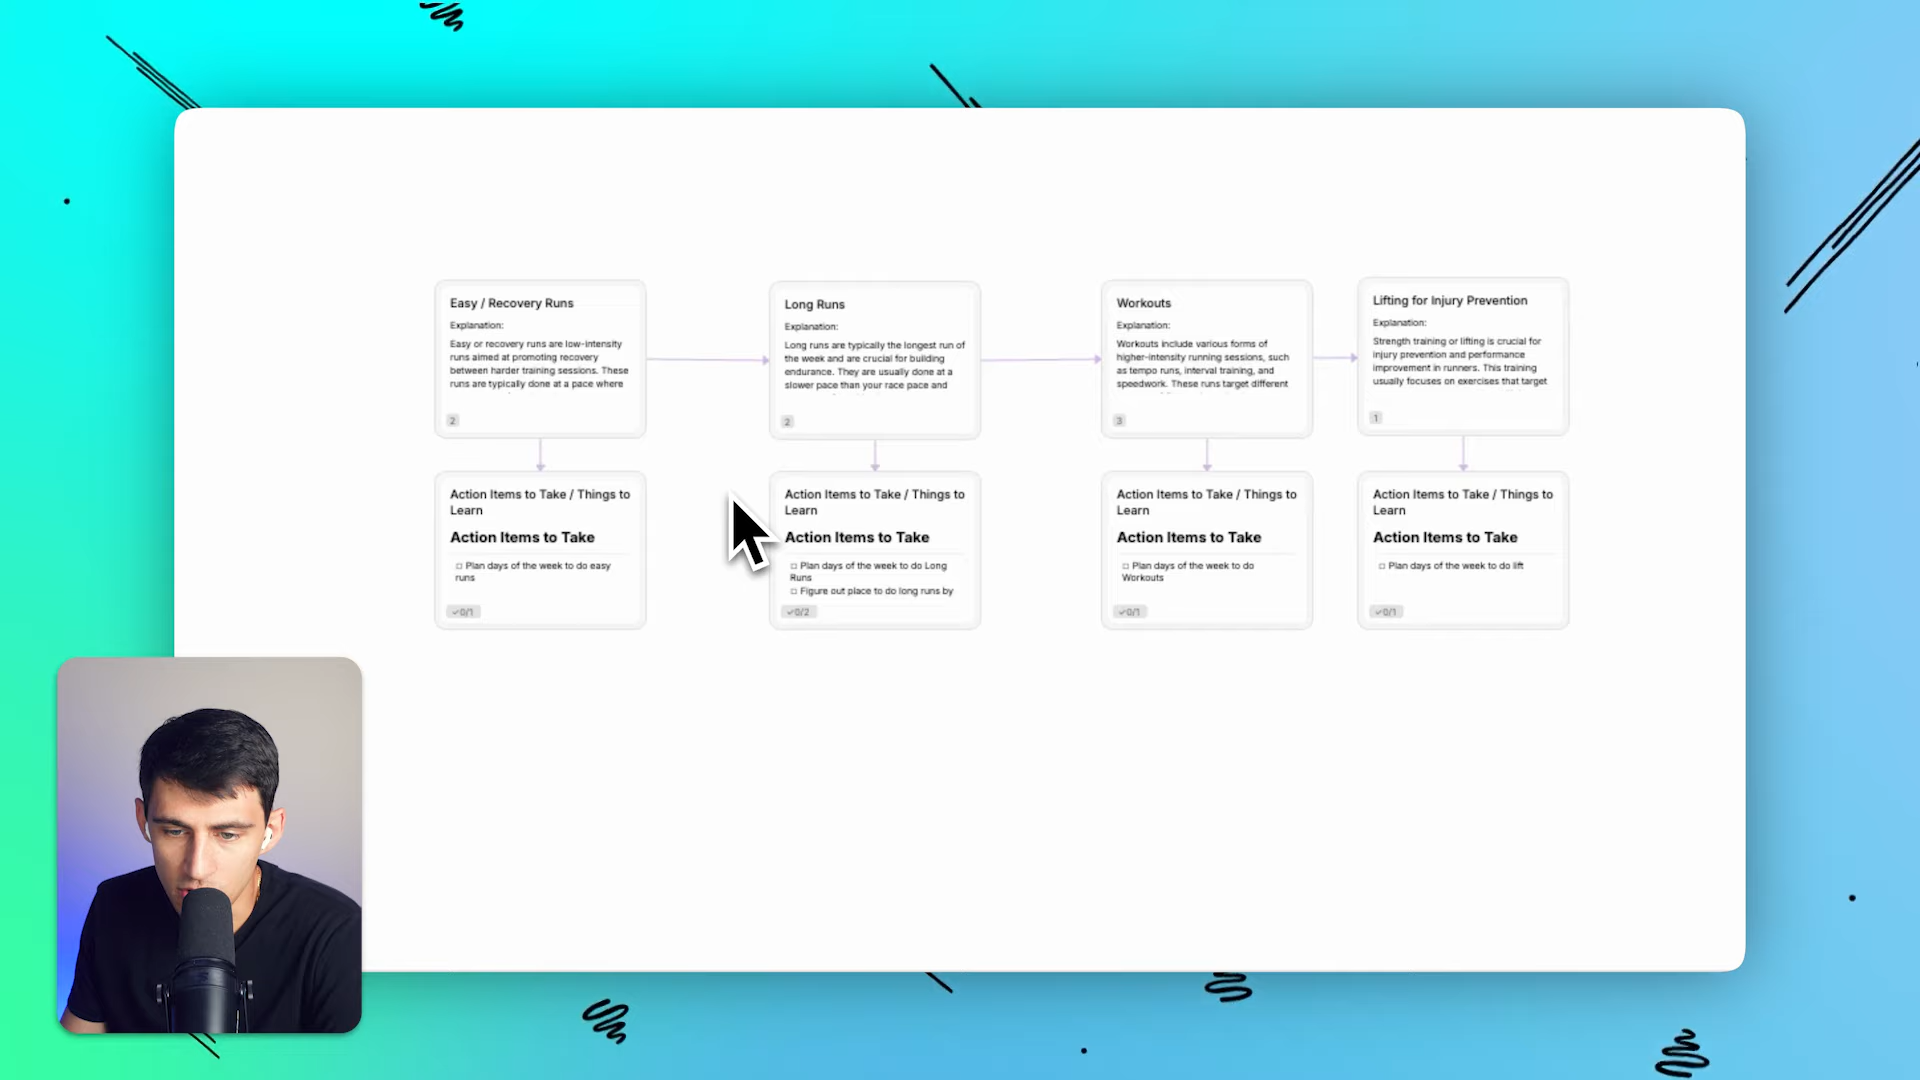 Easy / Recovery Runs
Explanation:
Easy or recovery runs are low-intensity
runs aimed at promoting recovery
between harder training sessions. These
runs are typically done at a pace where
2
Long Runs
Explanation:
Long runs are typically the longest run of
the week and are crucial for building
endurance. They are usually done at a
slower pace than your race pace and
2
Workouts
Explanation:
Workouts include various forms of
higher-intensity running sessions, such
as tempo runs, interval training, and
speedwork. These runs target different
3
Lifting for Injury Prevention
Explanation:
Strength training or lifting is crucial for
injury prevention and performance
improvement in runners. This training
usually focuses on exercises that target
1
Action Items to Take / Things to
Learn
Action Items to Take
Plan days of the week to do easy
runs
0/1
Action Items to Take / Things to
Learn
Action Items to Take
Plan days of the week to do Long
Runs
Figure out place to do long runs by
0/2
Action Items to Take / Things to
Learn
Action Items to Take
Plan days of the week to do
Workouts
0/1
Action Items to Take / Things to
Learn
Action Items to Take
Plan days of the week to do lift
0/1